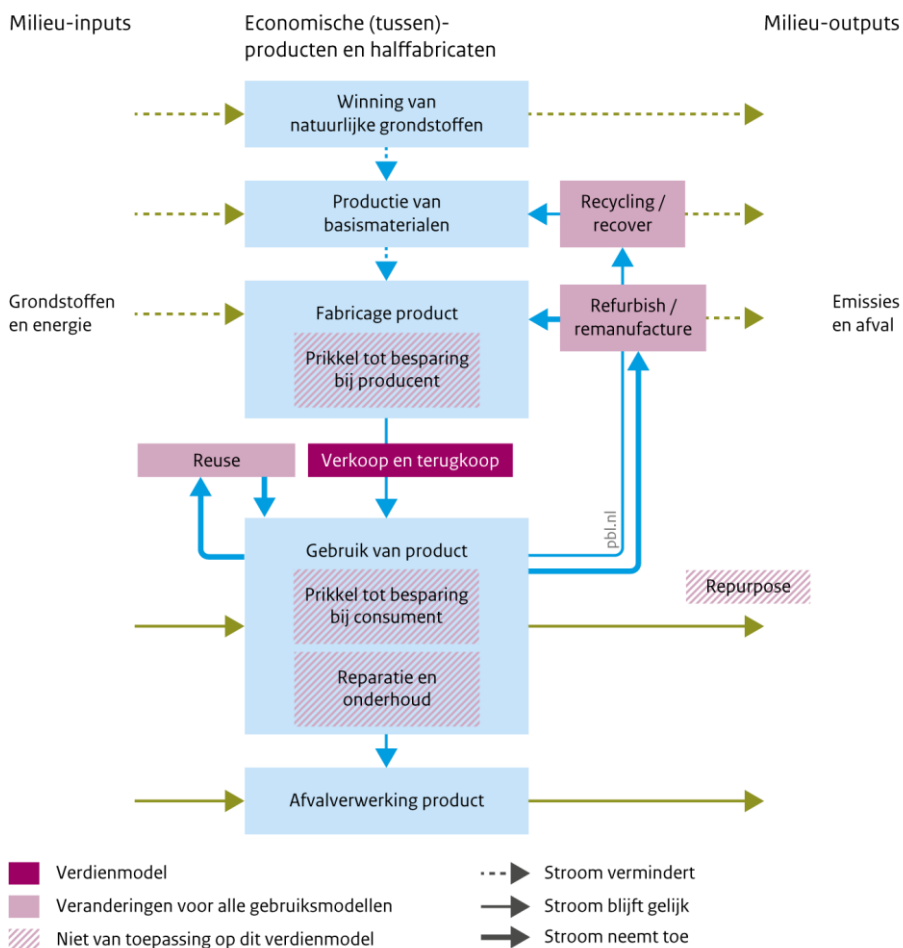 Milieu-inputs
Economische (tussen)-
producten en halffabricaten
Milieu-outputs
Winning van
natuurlijke grondstoffen
Productie van
basismaterialen
Recycling /
recover
Grondstoffen
en energie
Fabricage product
Refurbish /
remanufacture
Emissies
en afval
Prikkel tot besparing
bij producent
Reuse
Verkoop en terugkoop
pbl.nl
Gebruik van product
Prikkel tot besparing
bij consument
Repurpose
Reparatie en
onderhoud
Afvalverwerking product
Verdienmodel
Veranderingen voor alle gebruiksmodellen
Niet van toepassing op dit verdienmodel
Stroom vermindert
Stroom blijft gelijk
Stroom neemt toe